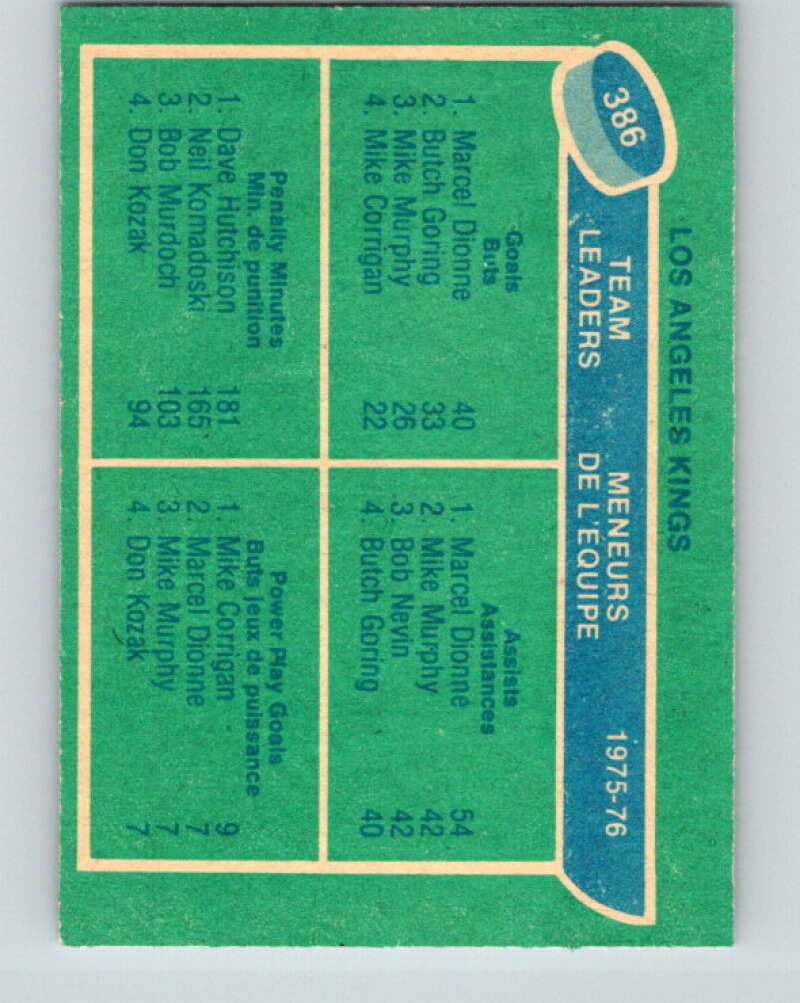 LOS ANGELES KINGS
386
TEAM MENEURS 1975-76
LEADERS DE L'EQUIPE
Goals
Buts
1. Marcel Dionne 40
2. Butch Goring 33
3. Mike Murphy 26
4. Mike Corrigan 22
Assists
Assistances
1. Marcel Dionne 54
2. Mike Murphy 42
3. Bob Nevin 42
4. Butch Goring 40
Penalty Minutes
Min. de punition
1. Dave Hutchison 181
2. Neil Komadoski 165
3. Bob Murdoch 103
4. Don Kozak 94
Power Play Goals
Buts jeux de puissance
1. Mike Corrigan 9
2. Marcel Dionne 7
3. Mike Murphy 7
4. Don Kozak 7